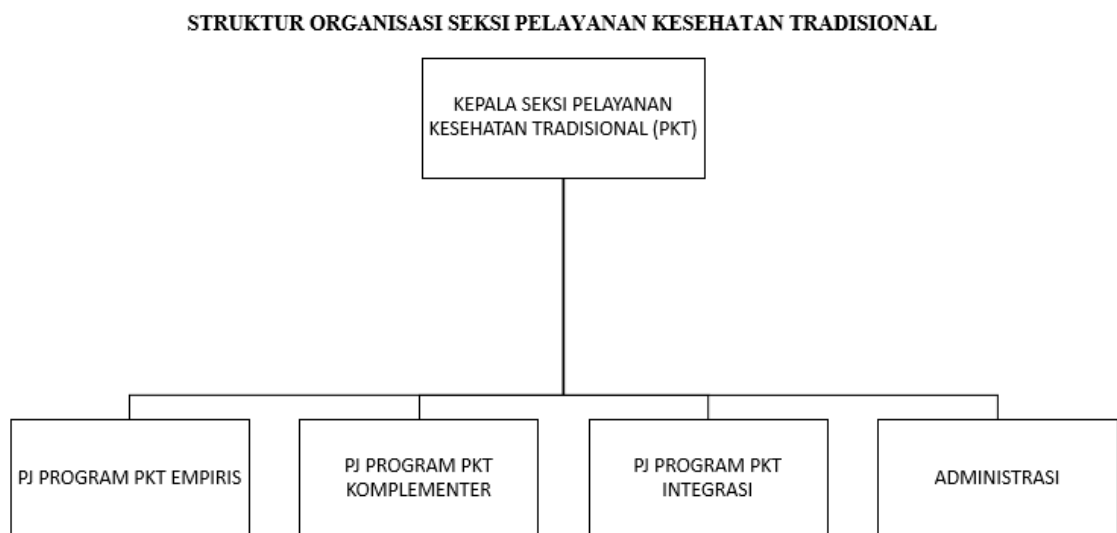 STRUKTUR ORGANISASI SEKSI PELAYANAN KESEHATAN TRADISIONAL
KEPALA SEKSI PELAYANAN
KESEHATAN TRADISIONAL (PKT)
PJ PROGRAM PKT EMPIRIS
PJ PROGRAM PKT
KOMPLEMENTER
PJ PROGRAM PKT
INTEGRASI
ADMINISTRASI